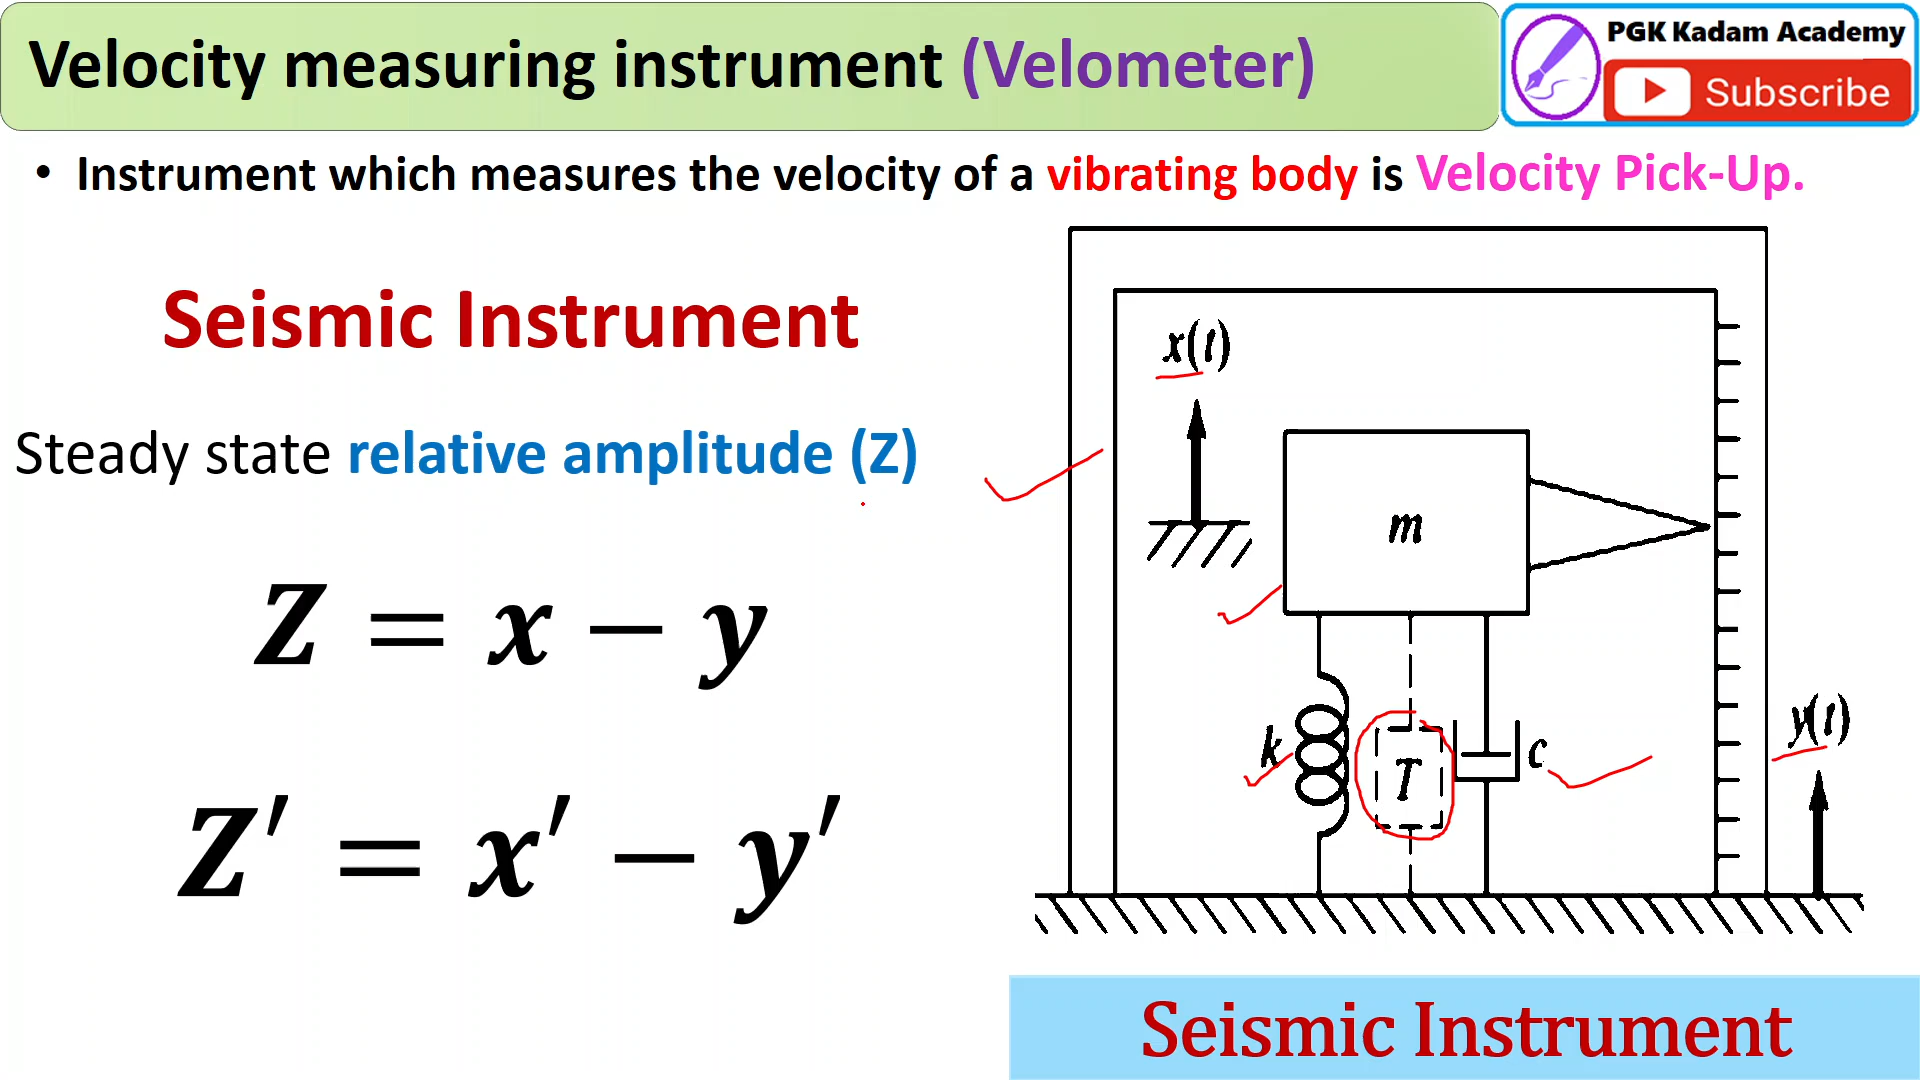 Velocity measuring instrument (Velometer)
PGK Kadam Academy
Subscribe
• Instrument which measures the velocity of a vibrating body is Velocity Pick-Up.
Seismic Instrument
x(t)
Steady state relative amplitude (Z)
m
Z = x − y
y(t)
k
T
c
Z′ = x′ − y′
Seismic Instrument